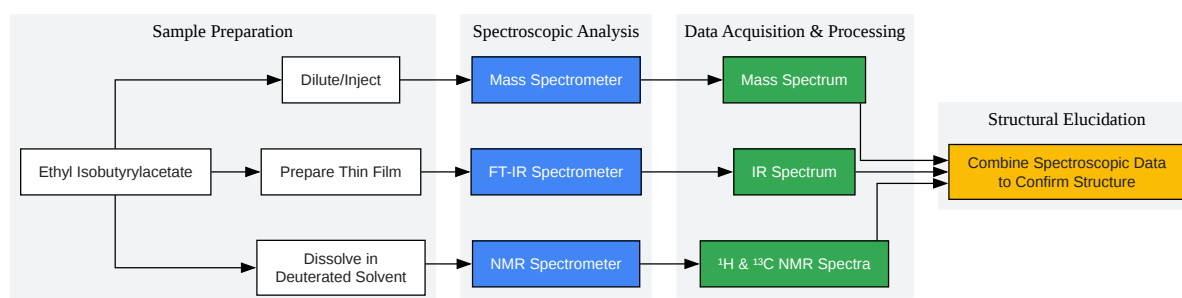 Sample Preparation
Spectroscopic Analysis
Data Acquisition & Processing
Dilute/Inject
Mass Spectrometer
Mass Spectrum
Structural Elucidation
Ethyl Isobutyrylacetate
Prepare Thin Film
FT-IR Spectrometer
IR Spectrum
Combine Spectroscopic Data
to Confirm Structure
Dissolve in
Deuterated Solvent
NMR Spectrometer
¹H & ¹³C NMR Spectra